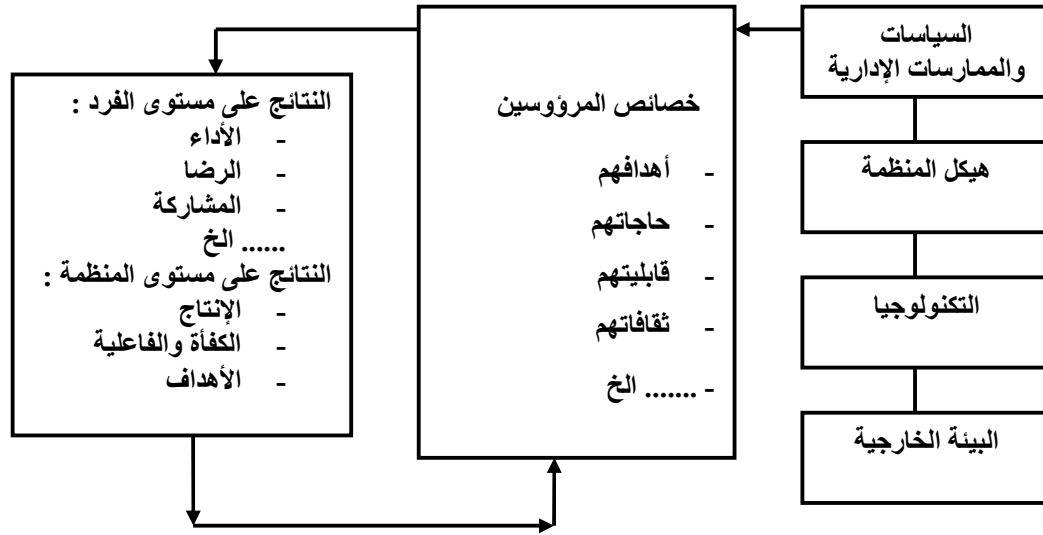 السياسات
والممارسات الإدارية
هيكل المنظمة
التكنولوجيا
البيئة الخارجية
خصائص المرؤوسين
- أهدافهم
- حاجاتهم
- قابليتهم
- ثقافاتهم
- ....... الخ
النتائج على مستوى الفرد :
- الأداء
- الرضا
- المشاركة
...... الخ
النتائج على مستوى المنظمة :
- الإنتاج
- الكفأة والفاعلية
- الأهداف